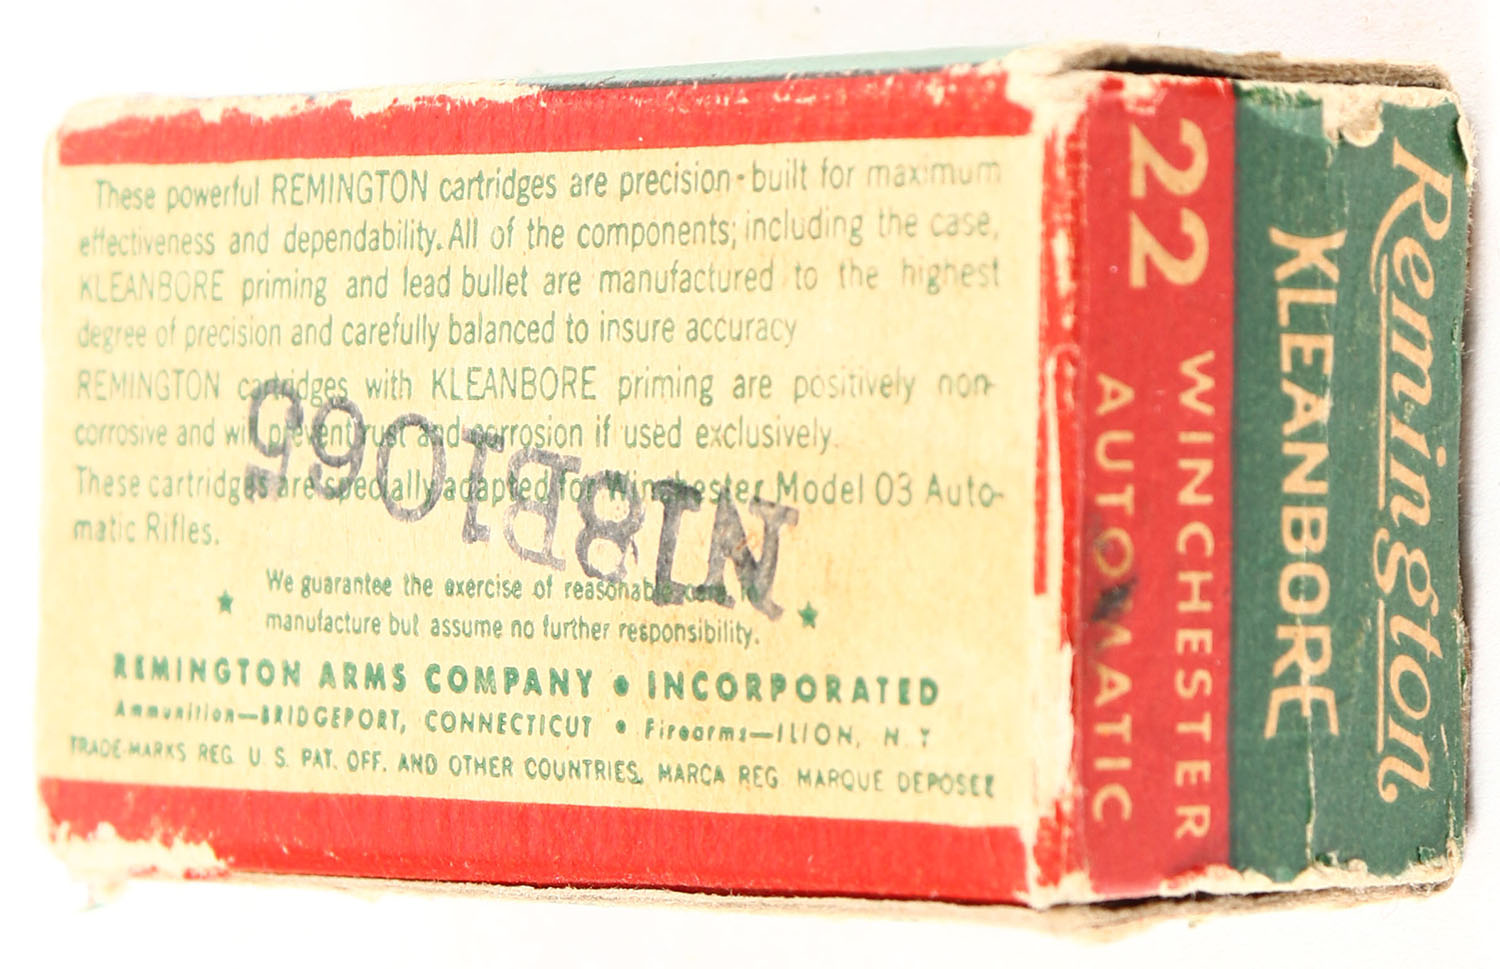 These powerful REMINGTON cartridges are precision-built for maximum
effectiveness and dependability. All of the components; including the case,
KLEANBORE priming and lead bullet are manufactured to the highest
degree of precision and carefully balanced to insure accuracy
REMINGTON cartridges with KLEANBORE priming are positively non-
corrosive and will prevent rust and corrosion if used exclusively.
These cartridges are specially adapted for Winchester Model 03 Auto-
matic Rifles.
We guarantee the exercise of reasonable care in
manufacture but assume no further responsibility.
REMINGTON ARMS COMPANY • INCORPORATED
Ammunition—BRIDGEPORT, CONNECTICUT • Firearms—ILION, N.Y
TRADE-MARKS REG. U.S. PAT. OFF. AND OTHER COUNTRIES, MARCA REG MARQUE DEPOSEE
N18B1065
Remington
KLEANBORE
22 WINCHESTER
AUTOMATIC